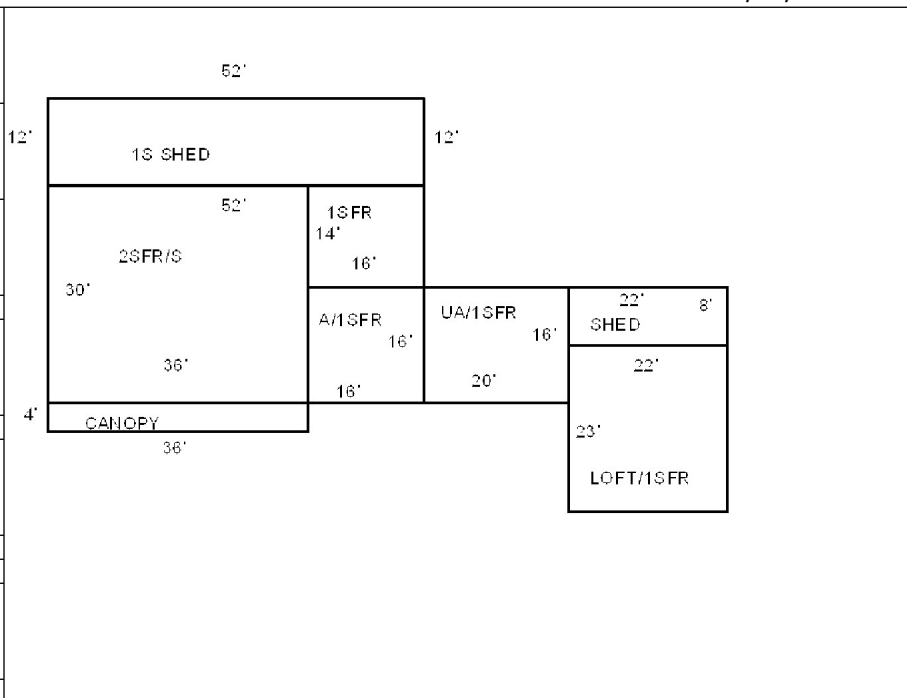 52'
12'
12'
1S SHED
52'
1SFR
14'
2SFR/S
16'
30'
22'
8'
UA/1SFR
A/1SFR
SHED
16'
16'
36'
22'
20'
16'
4'
CANOPY
23'
36'
LOFT/1SFR